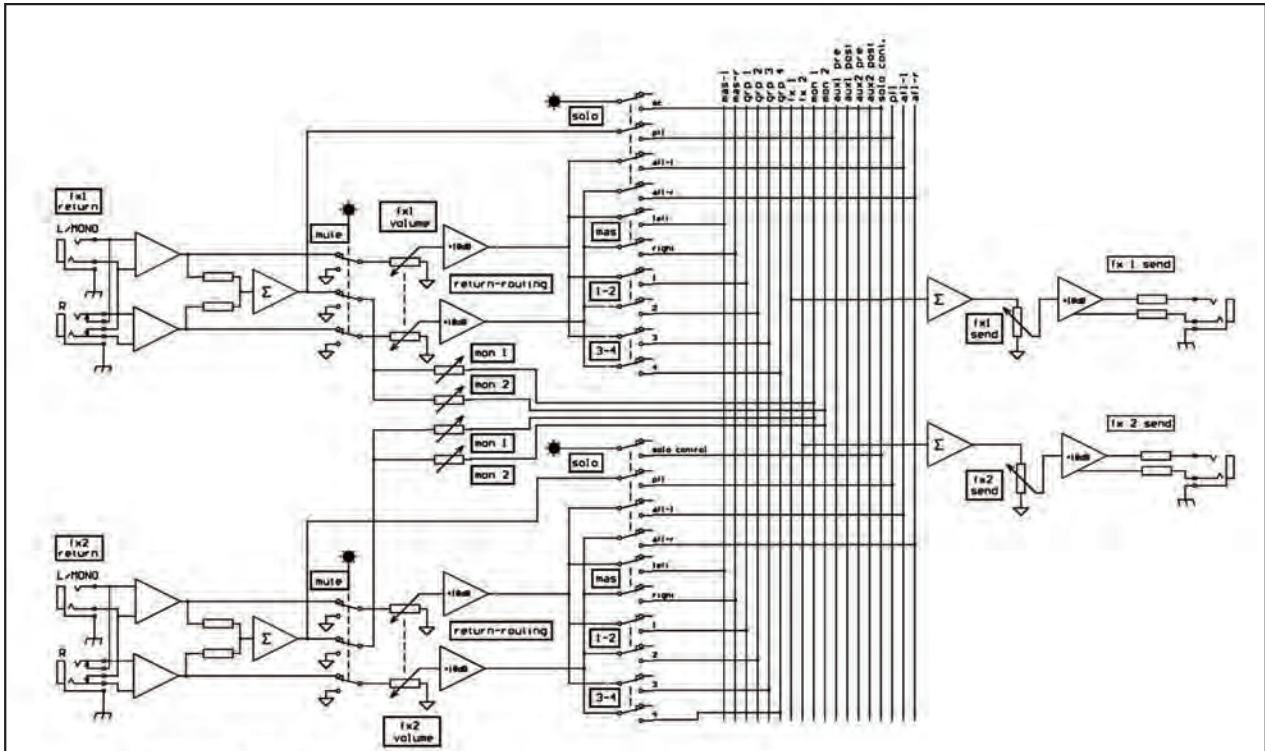 mas-l
mas-r
grp 1
grp 2
grp 3
grp 4
fx 1
fx 2
mon 1
mon 2
aux1 pre
aux1 post
aux2 pre
aux2 post
solo cont.
pfl
afl-l
afl-r
solo
sc
pfl
afl-l
afl-r
fx1
return
L/MONO
R
mute
fx1
volume
+10dB
return-routing
+10dB
Σ
mas
left
right
1-2
1
2
3-4
3
4
mon 1
mon 2
mon 1
mon 2
Σ
fx1
send
+10dB
fx 1 send
Σ
fx2
send
+10dB
fx 2 send
solo
solo control
pfl
afl-l
afl-r
fx2
return
L/MONO
R
mute
+10dB
return-routing
+10dB
Σ
fx2
volume
mas
left
right
1-2
1
2
3-4
3
4